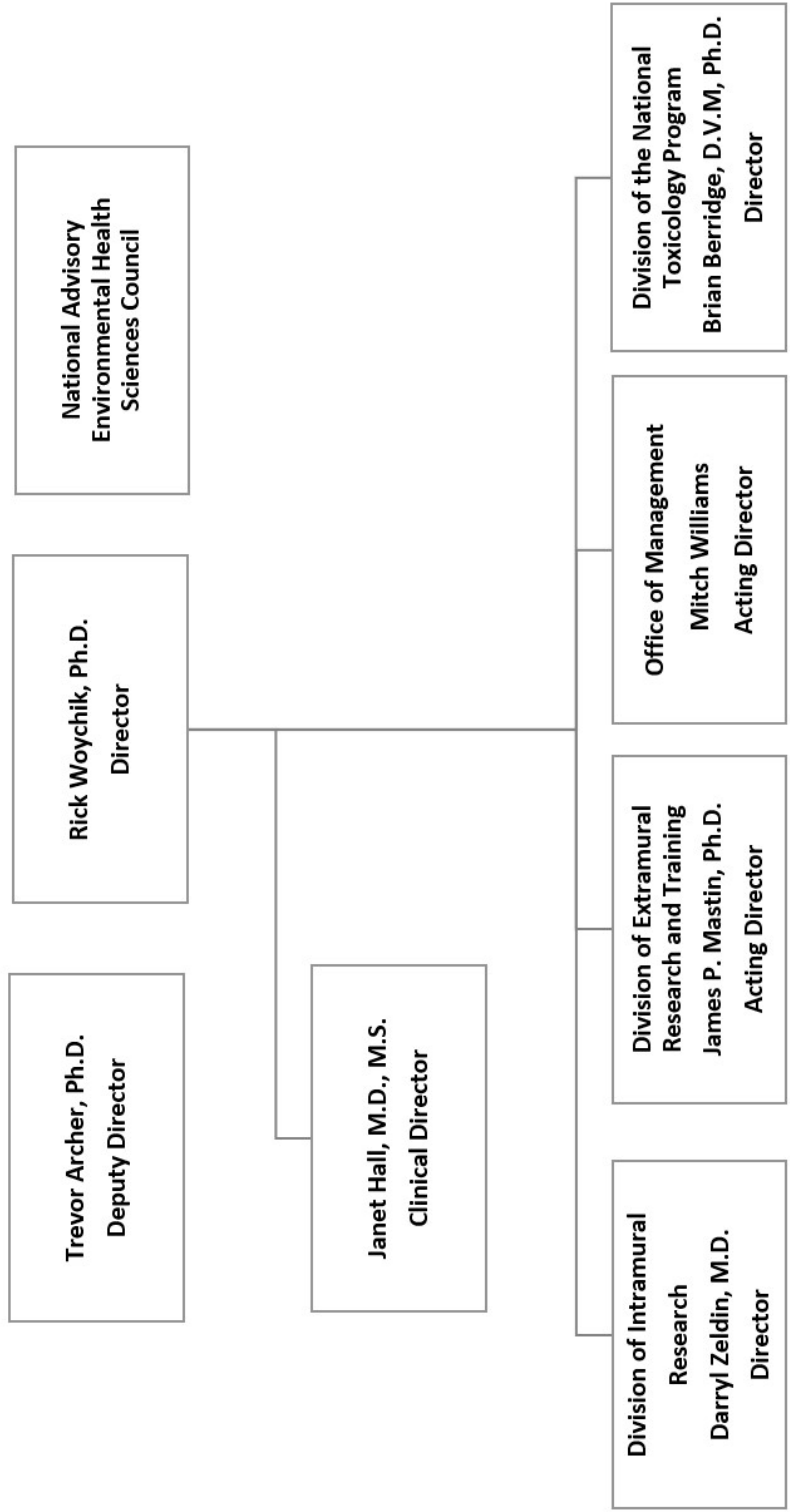 Trevor Archer, Ph.D.
Deputy Director
Rick Woychik, Ph.D.
Director
National Advisory
Environmental Health
Sciences Council
Janet Hall, M.D., M.S.
Clinical Director
Division of Intramural
Research
Darryl Zeldin, M.D.
Director
Division of Extramural
Research and Training
James P. Mastin, Ph.D.
Acting Director
Office of Management
Mitch Williams
Acting Director
Division of the National
Toxicology Program
Brian Berridge, D.V.M, Ph.D.
Director